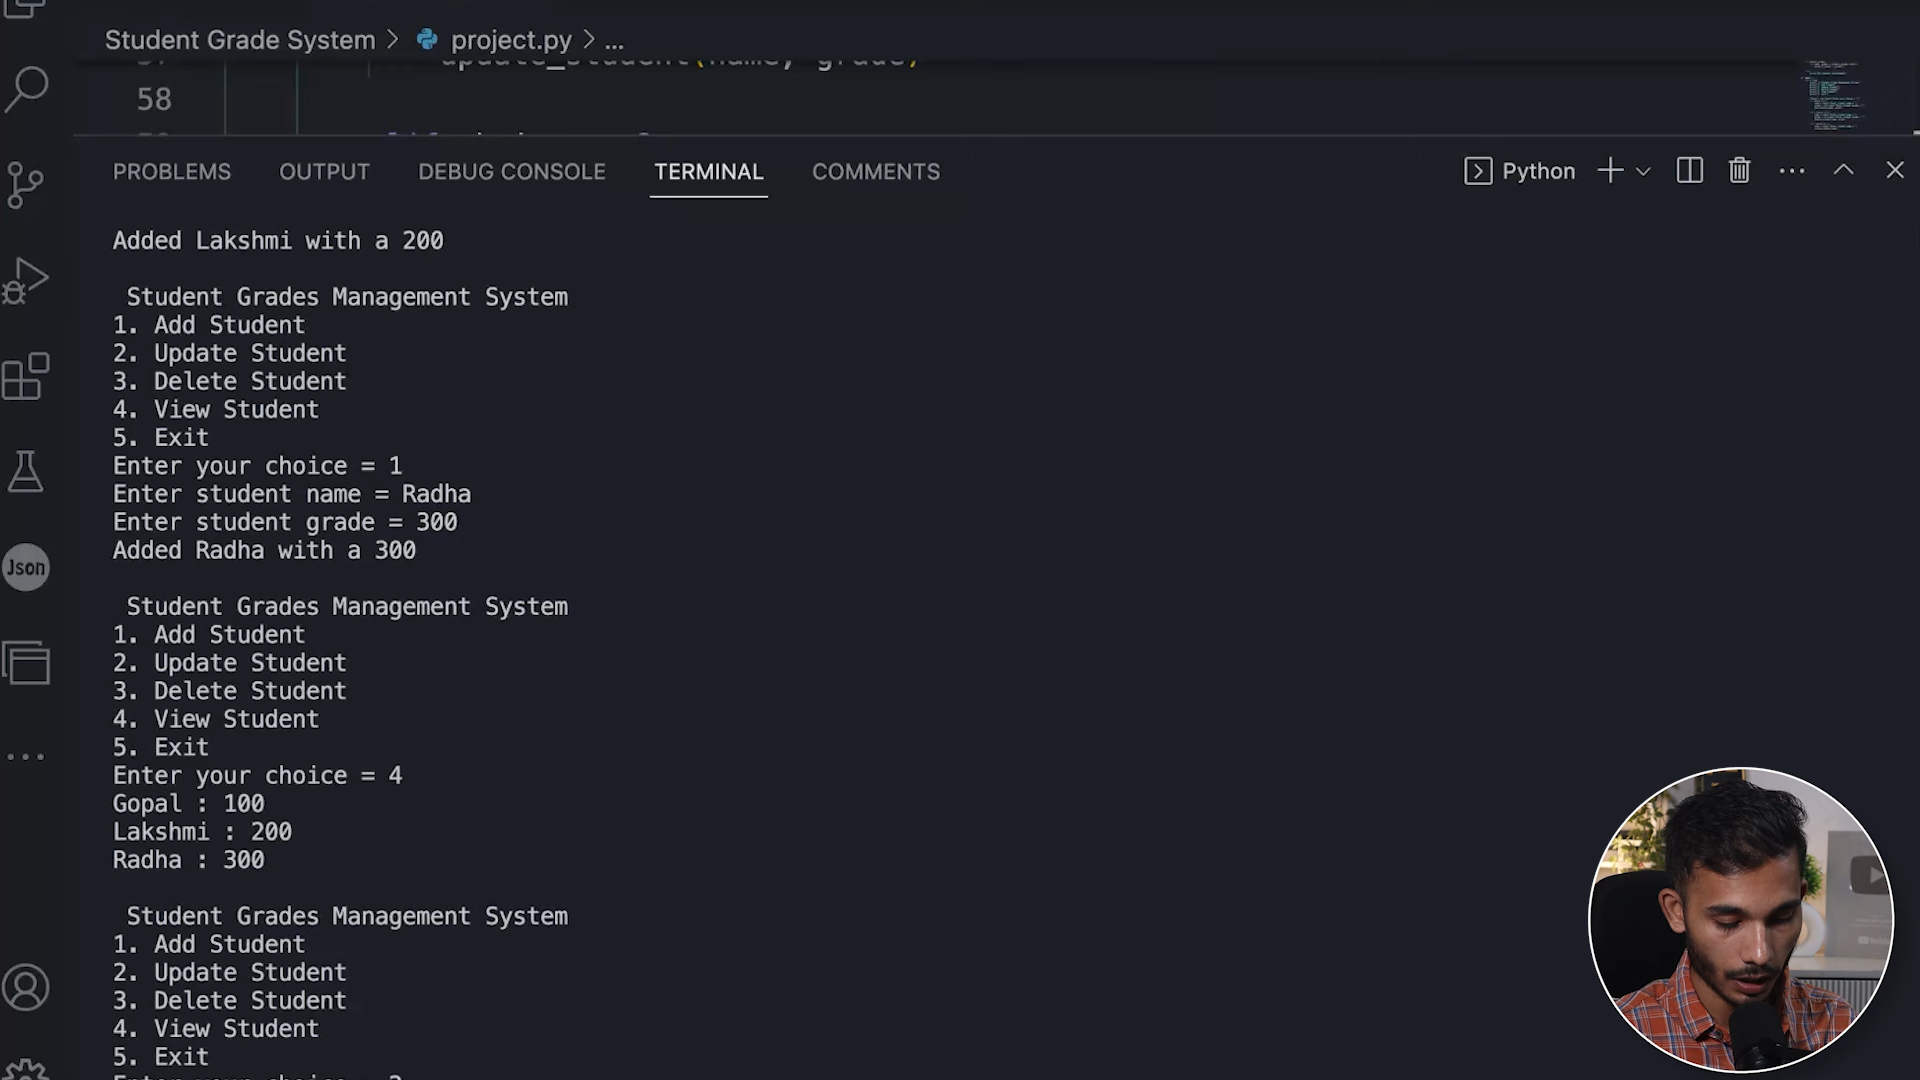 Student Grade System > project.py > ...
update_student(name, grade)
58
PROBLEMS OUTPUT DEBUG CONSOLE TERMINAL COMMENTS Python
Added Lakshmi with a 200
Student Grades Management System
1. Add Student
2. Update Student
3. Delete Student
4. View Student
5. Exit
Enter your choice = 1
Enter student name = Radha
Enter student grade = 300
Added Radha with a 300
Student Grades Management System
1. Add Student
2. Update Student
3. Delete Student
4. View Student
5. Exit
Enter your choice = 4
Gopal : 100
Lakshmi : 200
Radha : 300
Student Grades Management System
1. Add Student
2. Update Student
3. Delete Student
4. View Student
5. Exit
Json